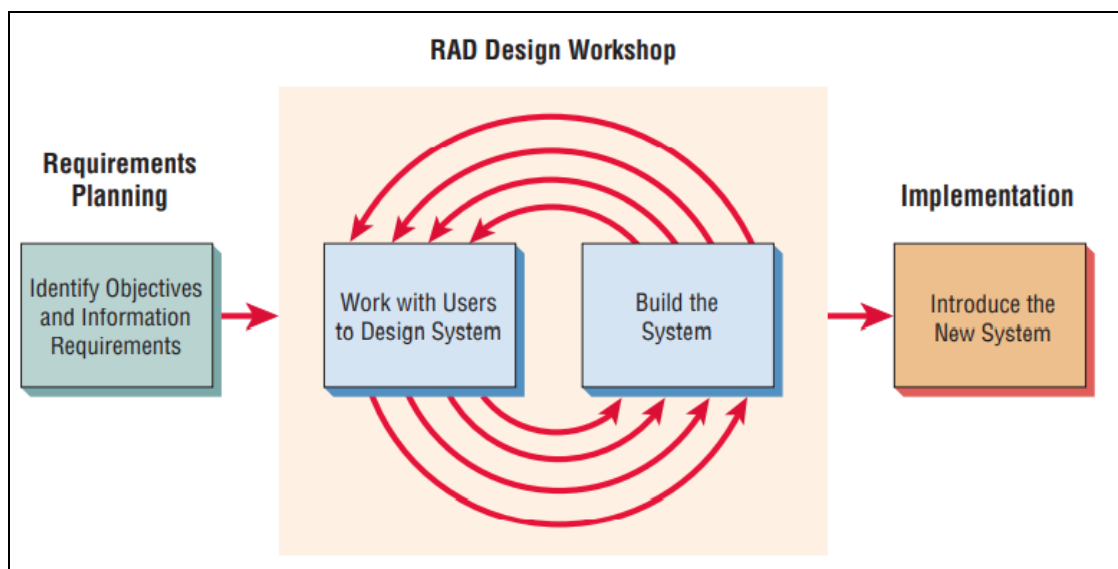 RAD Design Workshop
Requirements
Planning
Identify Objectives
and Information
Requirements
Work with Users
to Design System
Build the
System
Implementation
Introduce the
New System